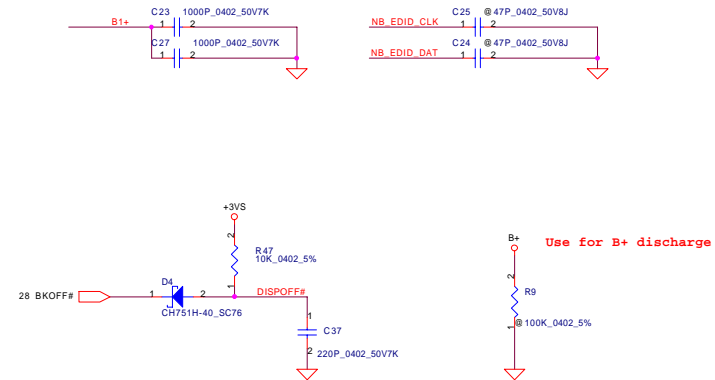 C23 1000P_0402_50V7K
B1+ 1 2
C27 1000P_0402_50V7K
1 2
C25 @47P_0402_50V8J
NB_EDID_CLK 1 2
C24 @47P_0402_50V8J
NB_EDID_DAT 1 2
+3VS
2
R47
10K_0402_5%
1
D4
28 BKOFF# 1 2 DISPOFF#
CH751H-40_SC76
1
C37
2 220P_0402_50V7K
B+ Use for B+ discharge
2
R9
1 @100K_0402_5%